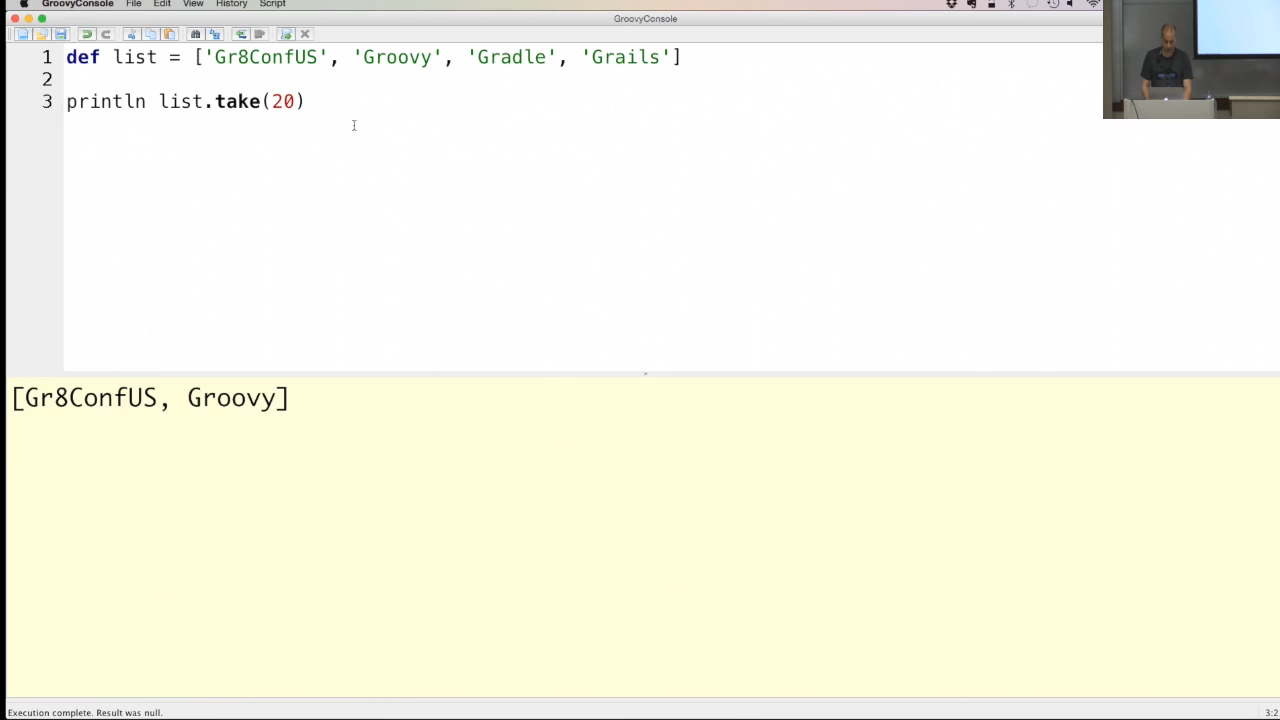 GroovyConsole File Edit View History Script
GroovyConsole
1 def list = ['Gr8ConfUS', 'Groovy', 'Gradle', 'Grails']
2
3 println list.take(20)
[Gr8ConfUS, Groovy]
Execution complete. Result was null.
3:2